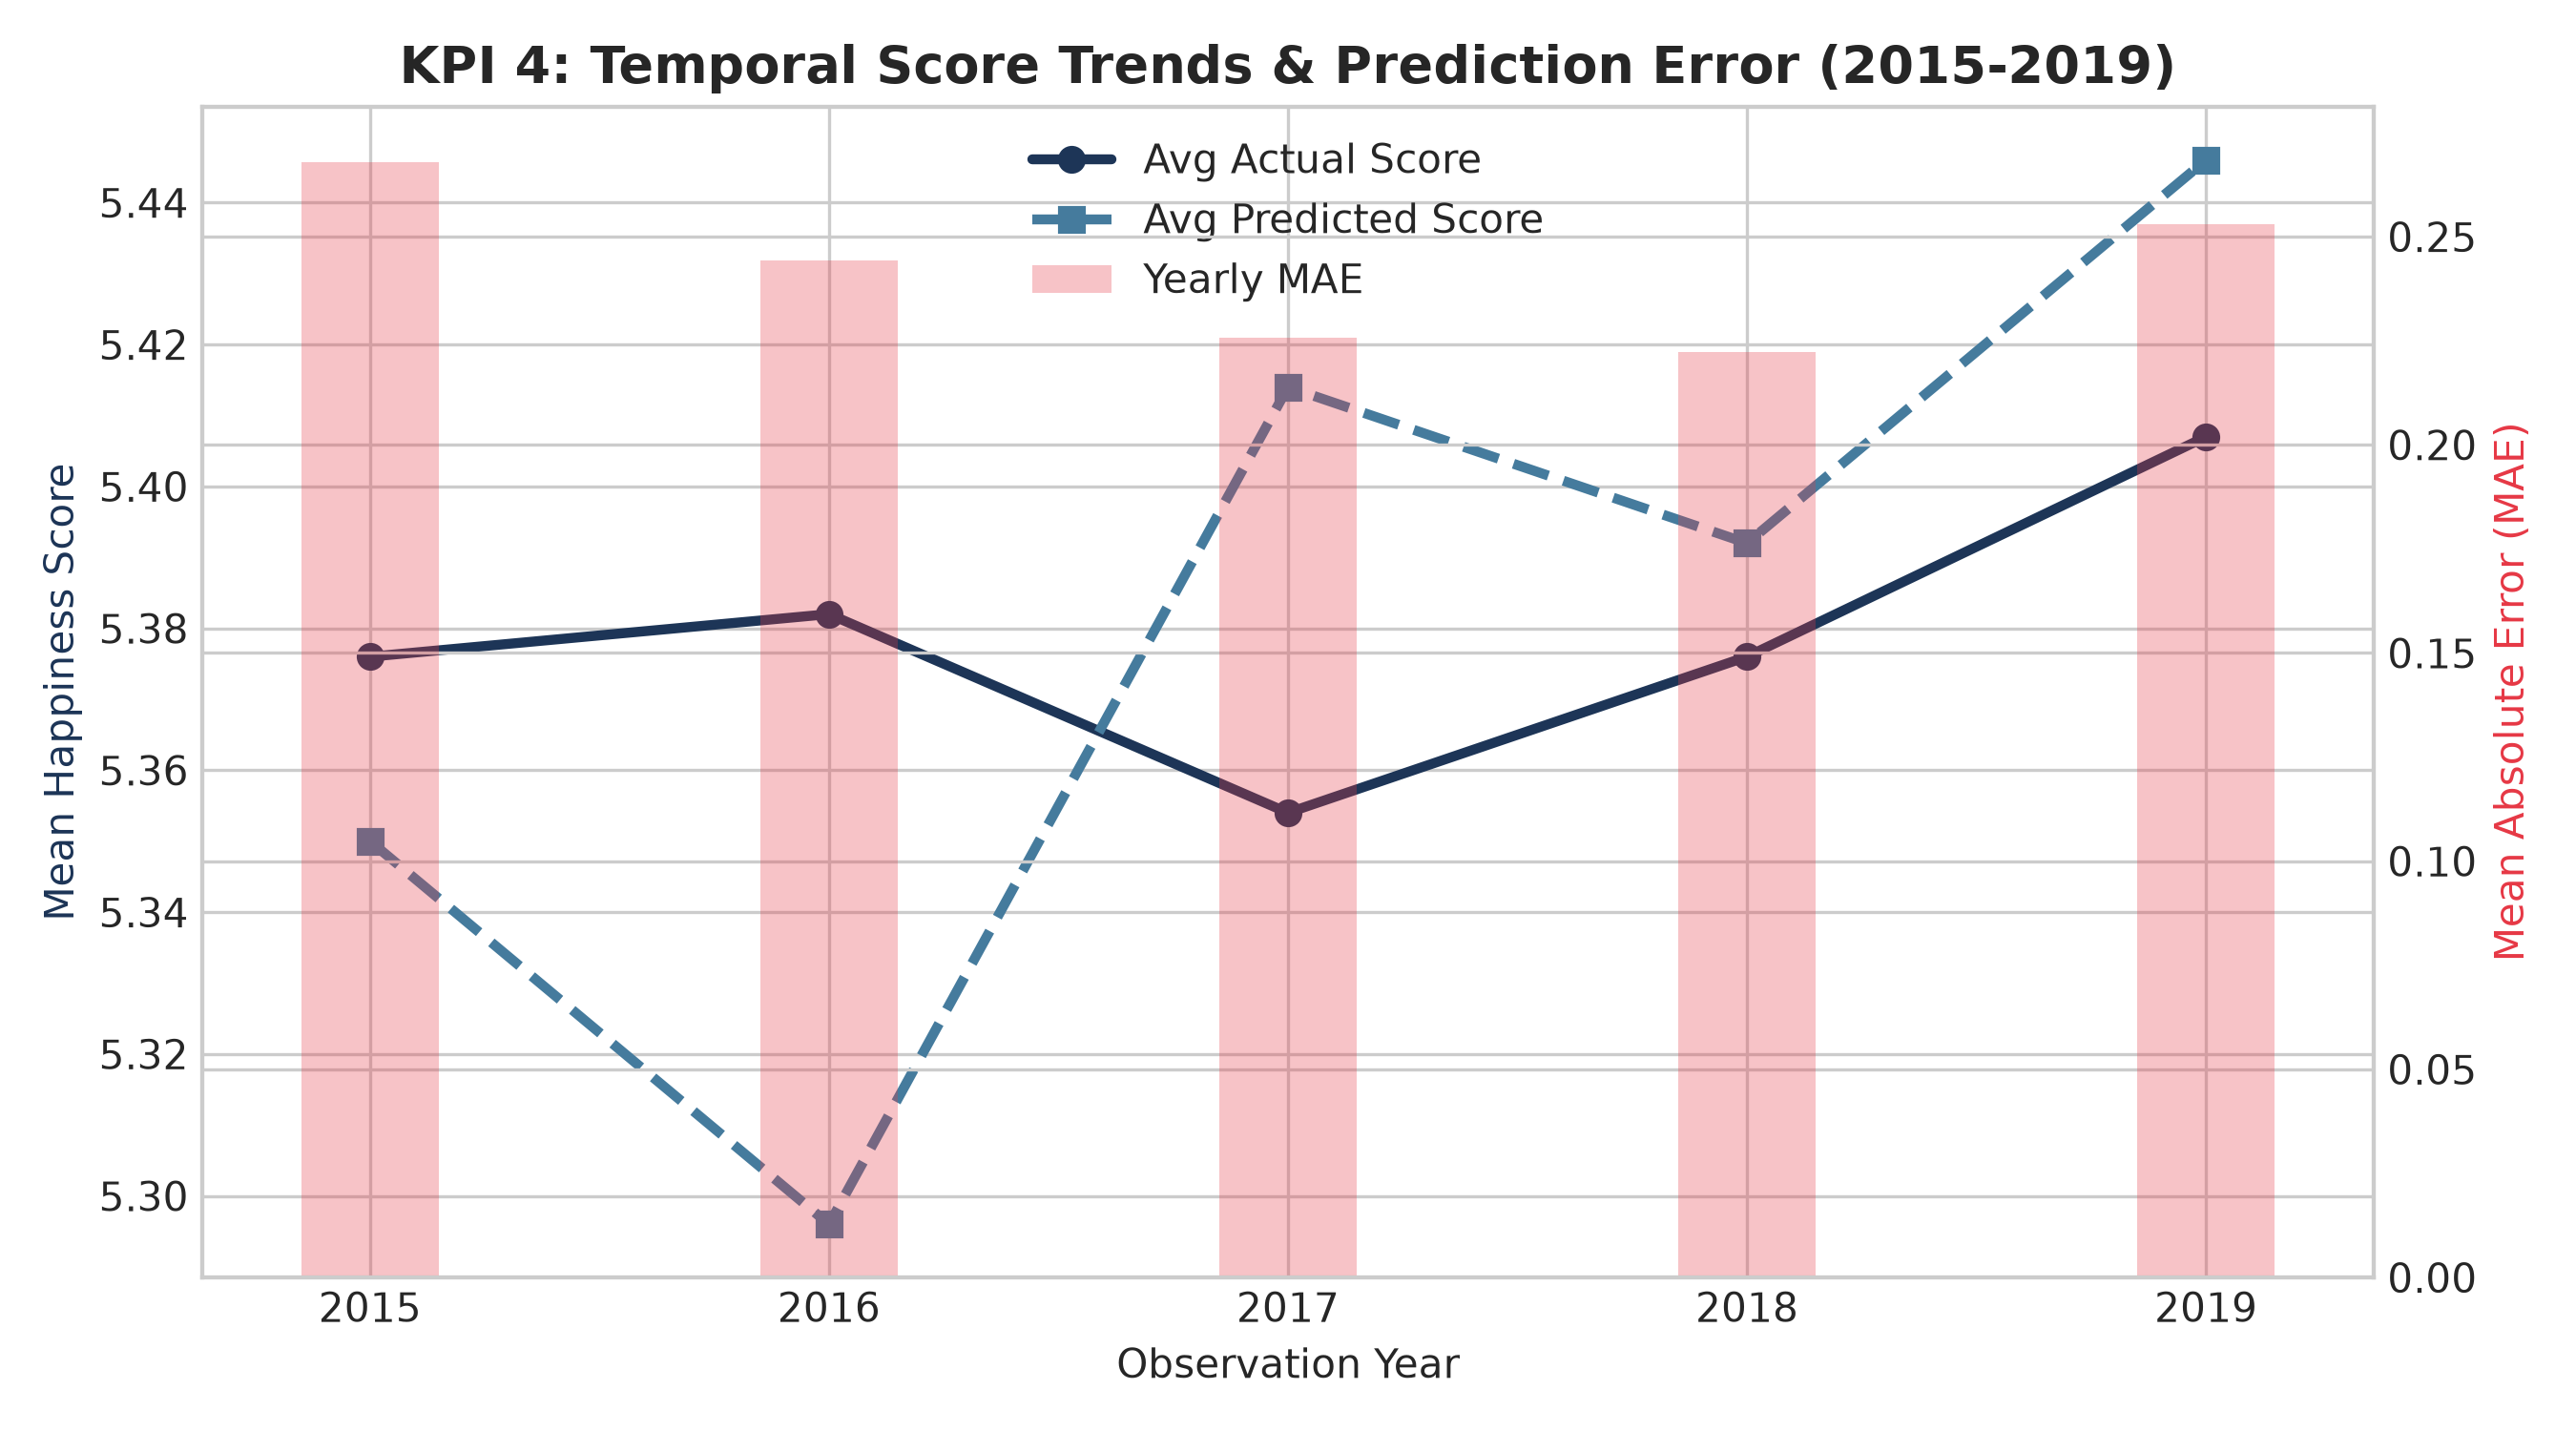 KPI 4: Temporal Score Trends & Prediction Error (2015-2019)
Avg Actual Score
Avg Predicted Score
Yearly MAE
Mean Happiness Score
5.44
5.42
5.40
5.38
5.36
5.34
5.32
5.30
0.25
0.20
0.15
0.10
0.05
0.00
Mean Absolute Error (MAE)
2015 2016 2017 2018 2019
Observation Year